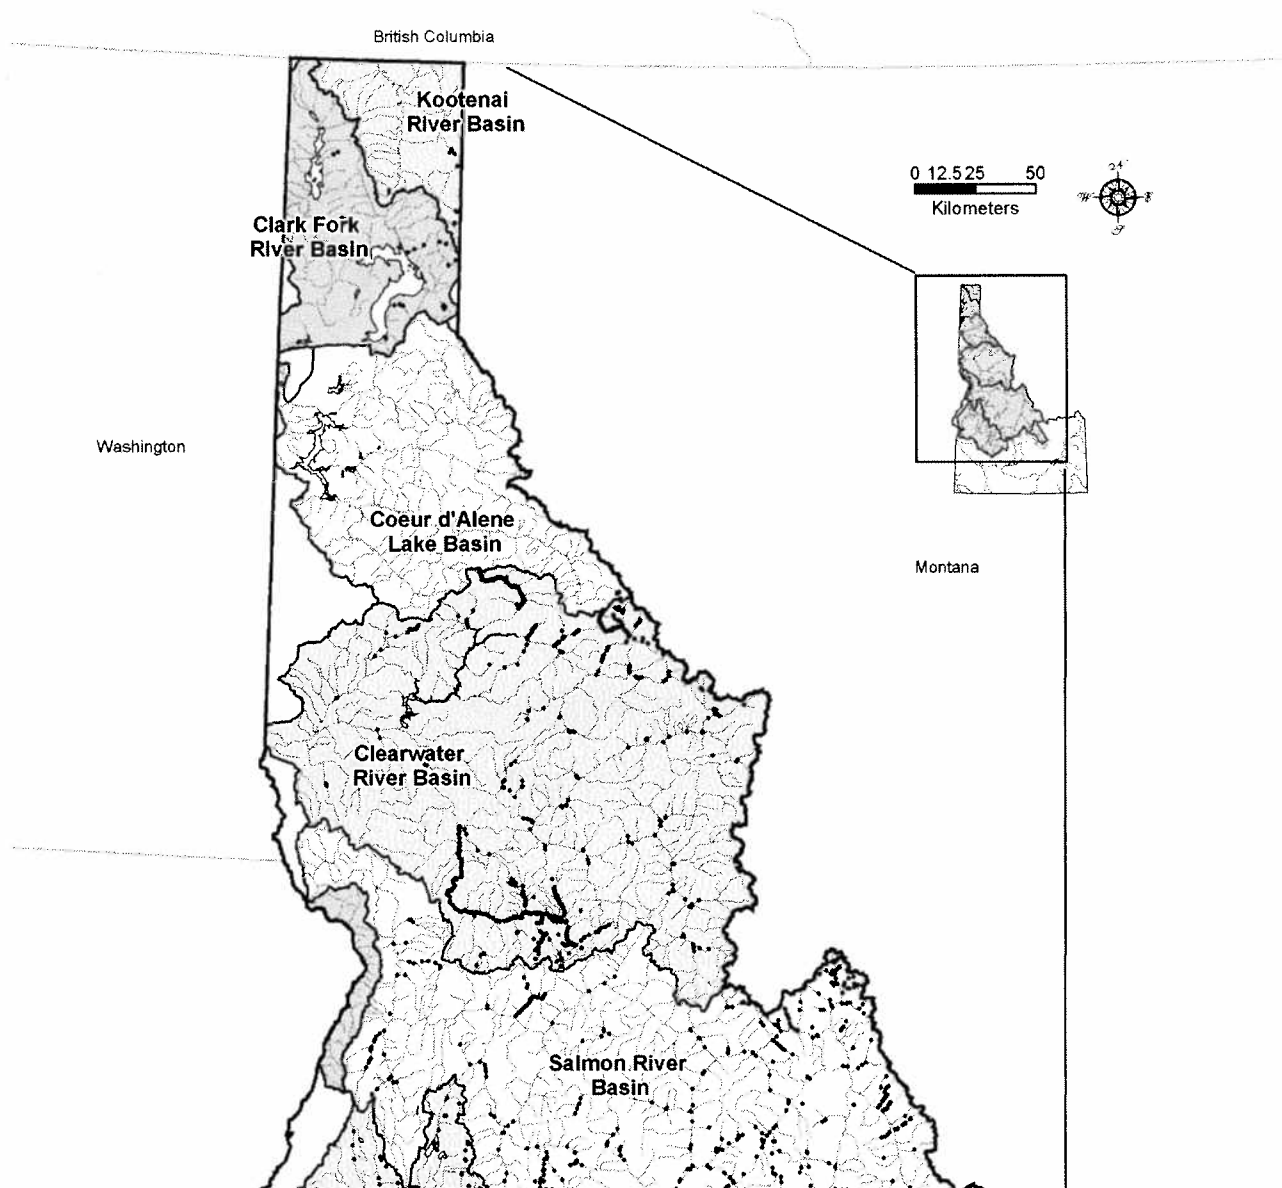 British Columbia
Kootenai
River Basin
0 12.5 25 50
Kilometers
W
E
Clark Fork
River Basin
Washington
Coeur d'Alene
Lake Basin
Montana
Clearwater
River Basin
Salmon River
Basin